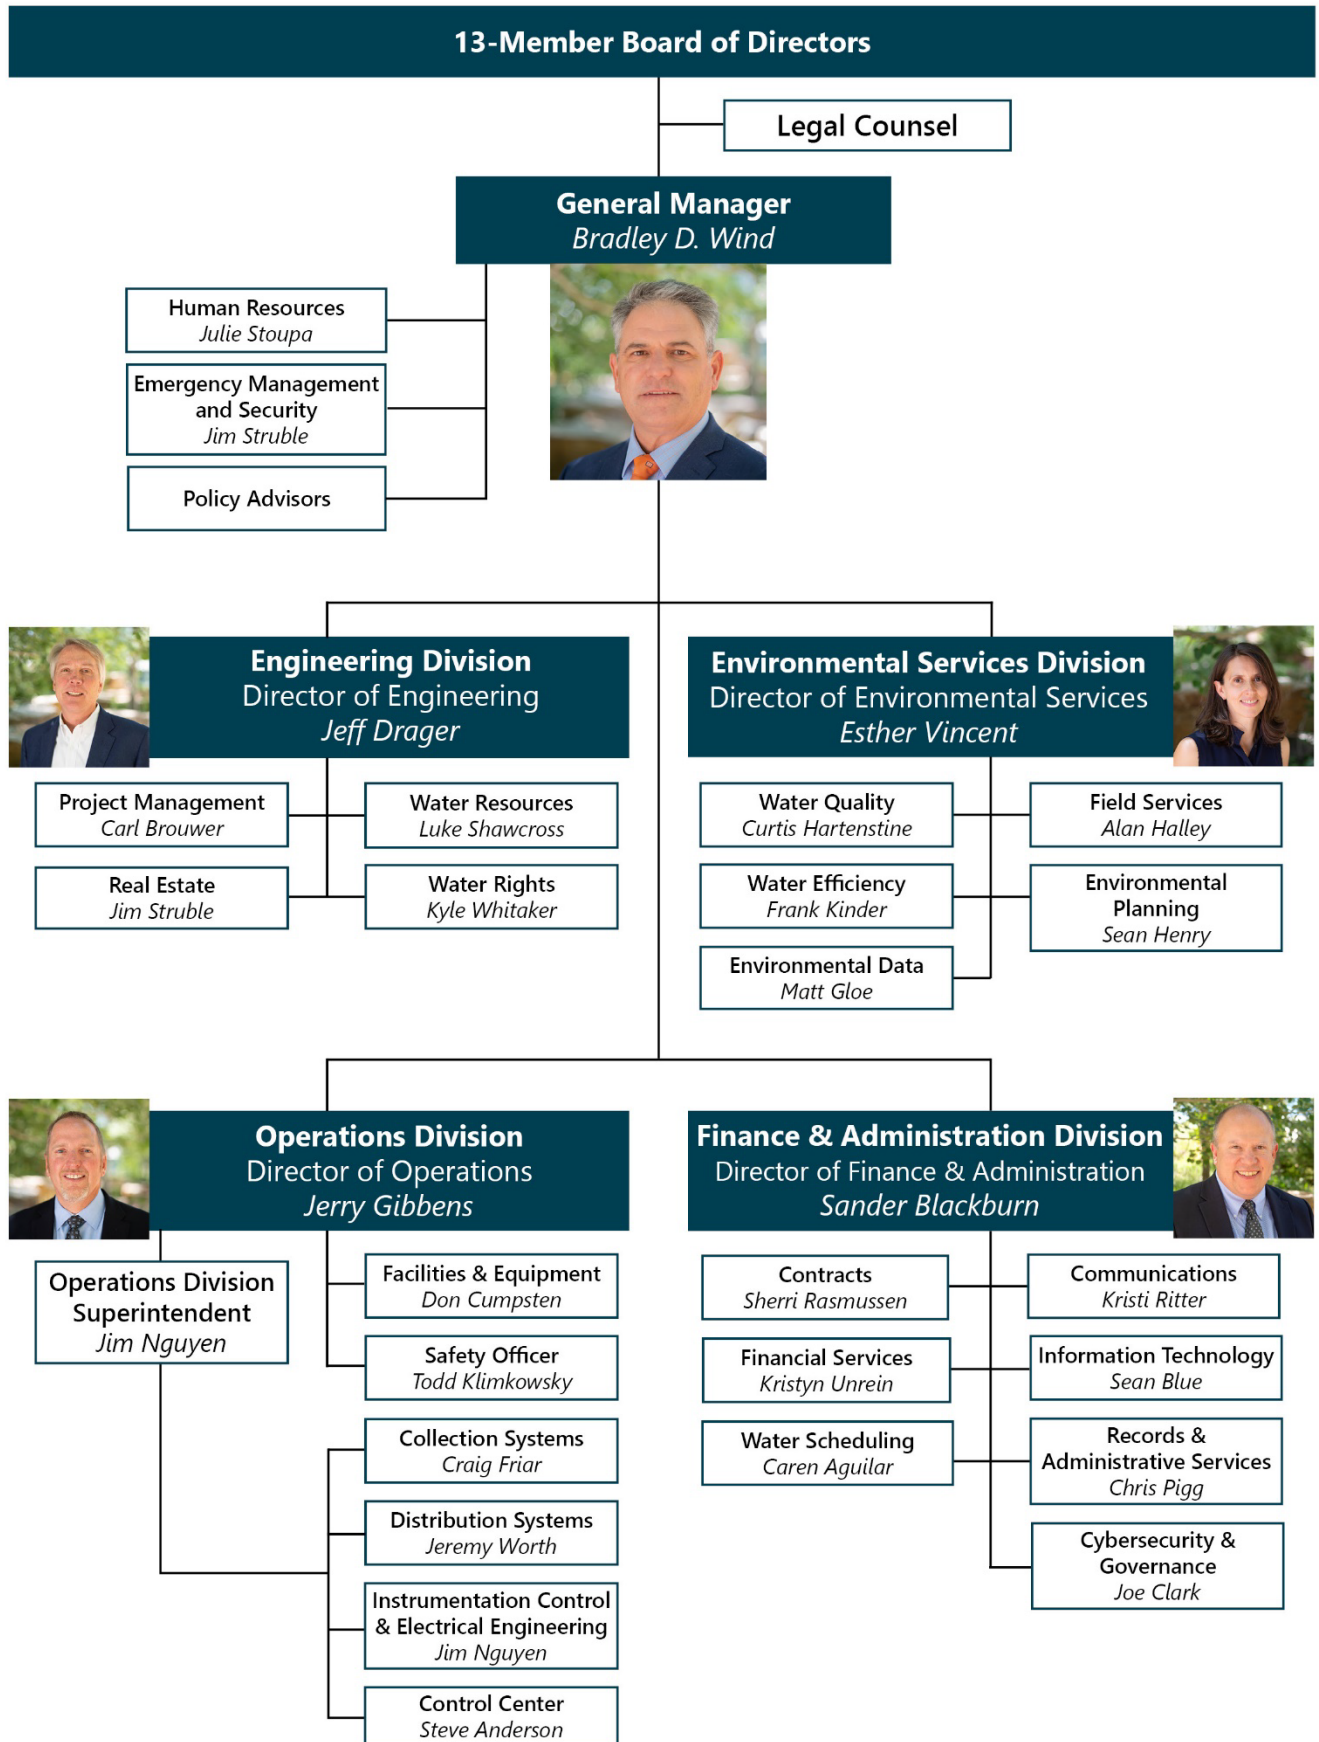 13-Member Board of Directors
Legal Counsel
General Manager
Bradley D. Wind
Human Resources
Julie Stoupa
Emergency Management
and Security
Jim Struble
Policy Advisors
Engineering Division
Director of Engineering
Jeff Drager
Project Management
Carl Brouwer
Water Resources
Luke Shawcross
Real Estate
Jim Struble
Water Rights
Kyle Whitaker
Environmental Services Division
Director of Environmental Services
Esther Vincent
Water Quality
Curtis Hartenstine
Field Services
Alan Halley
Water Efficiency
Frank Kinder
Environmental
Planning
Sean Henry
Environmental Data
Matt Gloe
Operations Division
Director of Operations
Jerry Gibbens
Operations Division
Superintendent
Jim Nguyen
Facilities & Equipment
Don Cumpsten
Safety Officer
Todd Klimkowsky
Collection Systems
Craig Friar
Distribution Systems
Jeremy Worth
Instrumentation Control
& Electrical Engineering
Jim Nguyen
Control Center
Steve Anderson
Finance & Administration Division
Director of Finance & Administration
Sander Blackburn
Contracts
Sherri Rasmussen
Communications
Kristi Ritter
Financial Services
Kristyn Unrein
Information Technology
Sean Blue
Water Scheduling
Caren Aguilar
Records &
Administrative Services
Chris Pigg
Cybersecurity &
Governance
Joe Clark